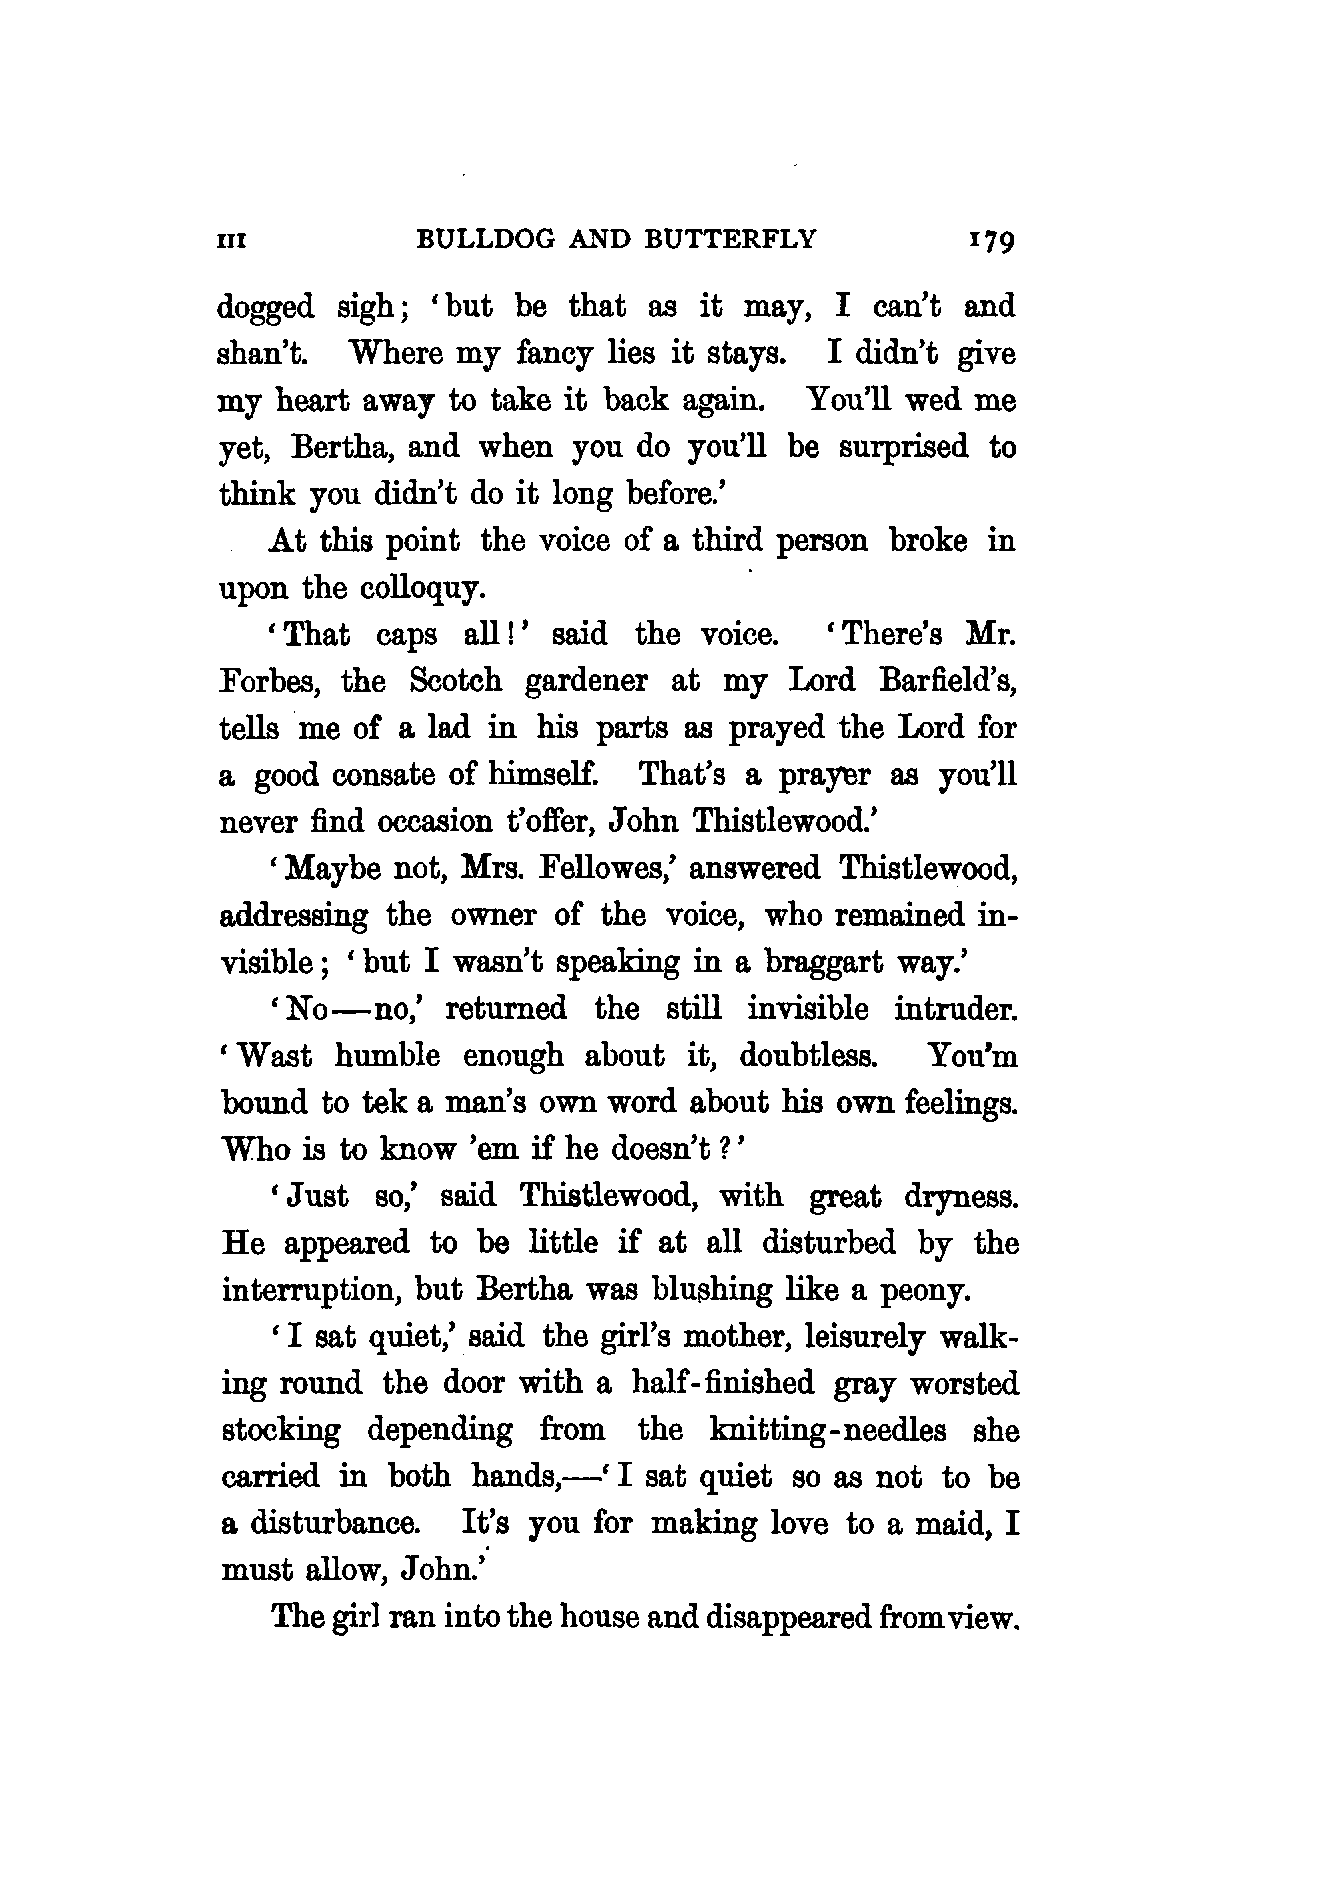 III BULLDOG AND BUTTERFLY 179
dogged sigh; ‘but be that as it may, I can’t and
shan’t. Where my fancy lies it stays. I didn’t give
my heart away to take it back again. You’ll wed me
yet, Bertha, and when you do you’ll be surprised to
think you didn’t do it long before.’
At this point the voice of a third person broke in
upon the colloquy.
‘That caps all!’ said the voice. ‘There’s Mr.
Forbes, the Scotch gardener at my Lord Barfield’s,
tells me of a lad in his parts as prayed the Lord for
a good consate of himself. That’s a prayer as you’ll
never find occasion t’offer, John Thistlewood.’
‘Maybe not, Mrs. Fellowes,’ answered Thistlewood,
addressing the owner of the voice, who remained in-
visible; ‘but I wasn’t speaking in a braggart way.’
‘No—no,’ returned the still invisible intruder.
‘Wast humble enough about it, doubtless. You’m
bound to tek a man’s own word about his own feelings.
Who is to know ’em if he doesn’t?’
‘Just so,’ said Thistlewood, with great dryness.
He appeared to be little if at all disturbed by the
interruption, but Bertha was blushing like a peony.
‘I sat quiet,’ said the girl’s mother, leisurely walk-
ing round the door with a half-finished gray worsted
stocking depending from the knitting-needles she
carried in both hands,—‘I sat quiet so as not to be
a disturbance. It’s you for making love to a maid, I
must allow, John.’
The girl ran into the house and disappeared from view.